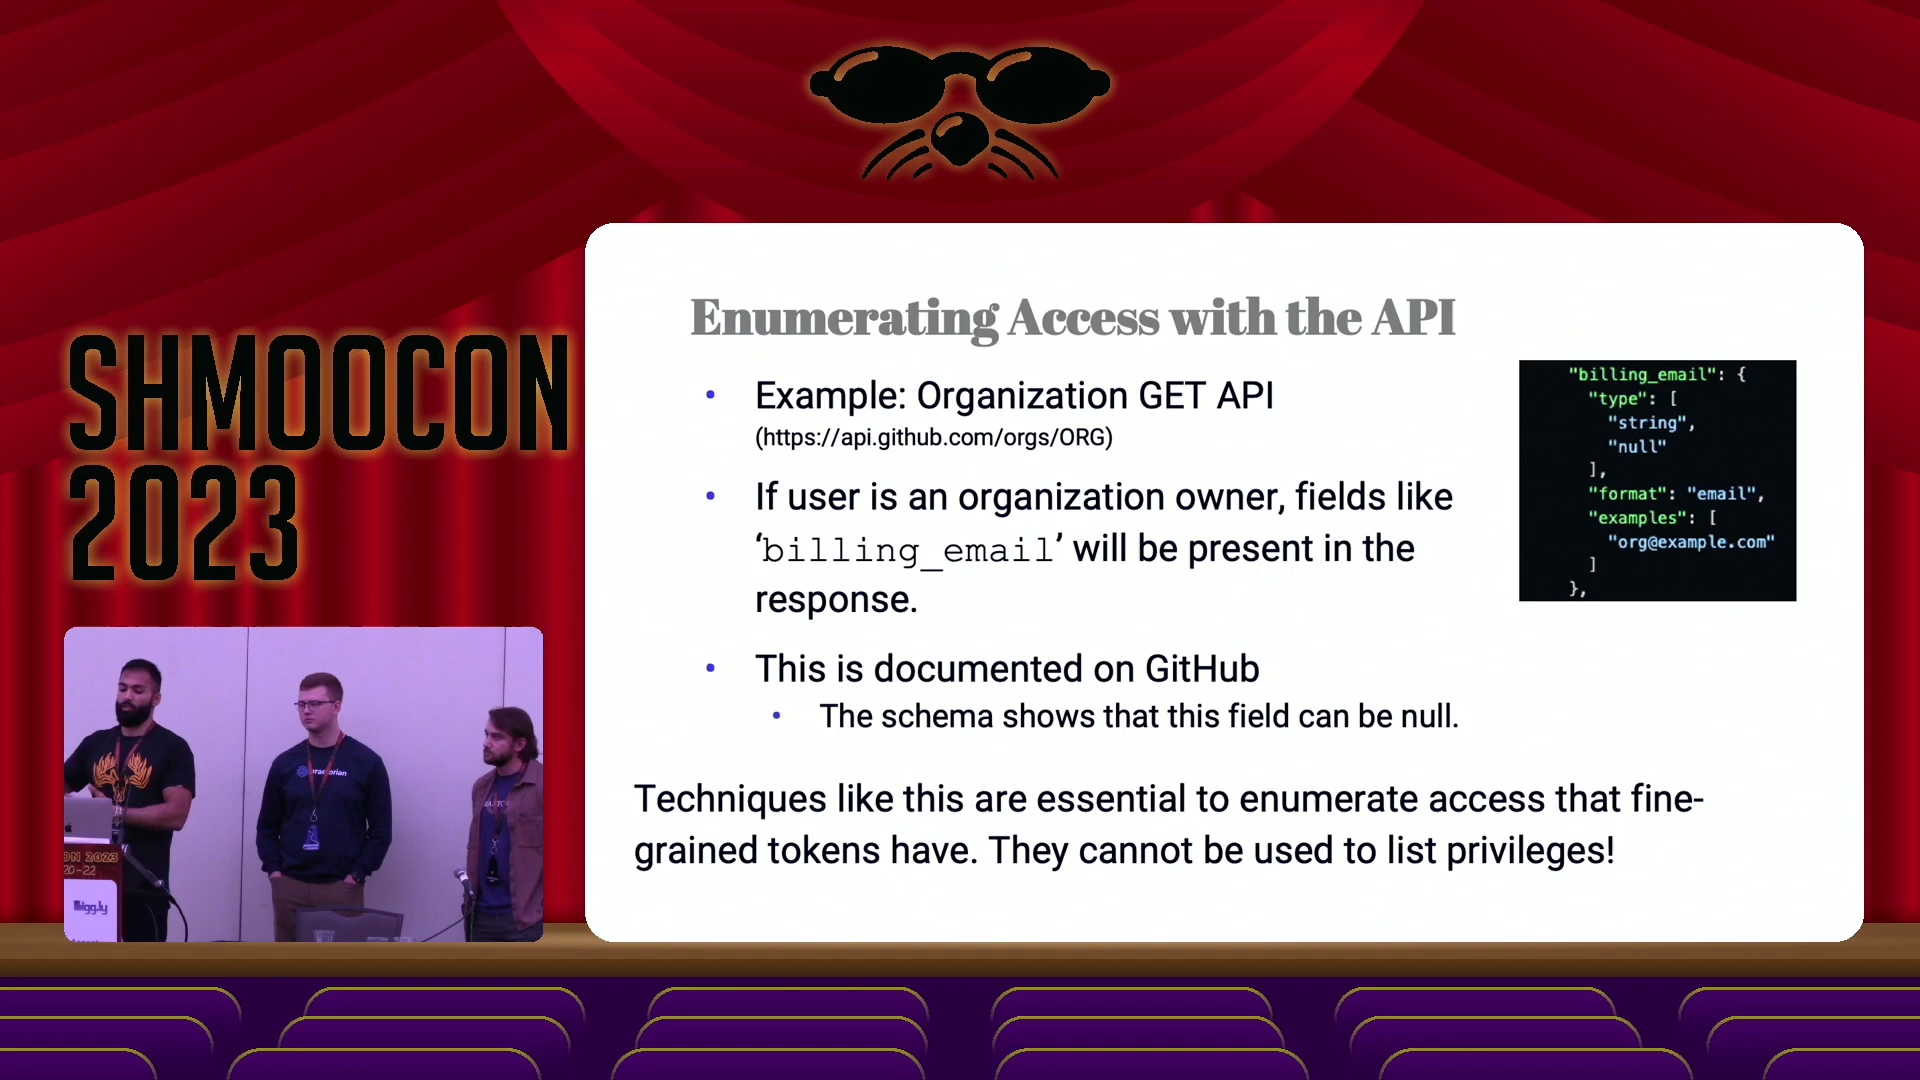 SHMOOCON
2023
Enumerating Access with the API
• Example: Organization GET API
(https://api.github.com/orgs/ORG)
• If user is an organization owner, fields like
‘billing_email’ will be present in the
response.
• This is documented on GitHub
• The schema shows that this field can be null.
Techniques like this are essential to enumerate access that fine-
grained tokens have. They cannot be used to list privileges!
"billing_email": {
"type": [
"string",
"null"
],
"format": "email",
"examples": [
"org@example.com"
]
},
ON 2023
20-22